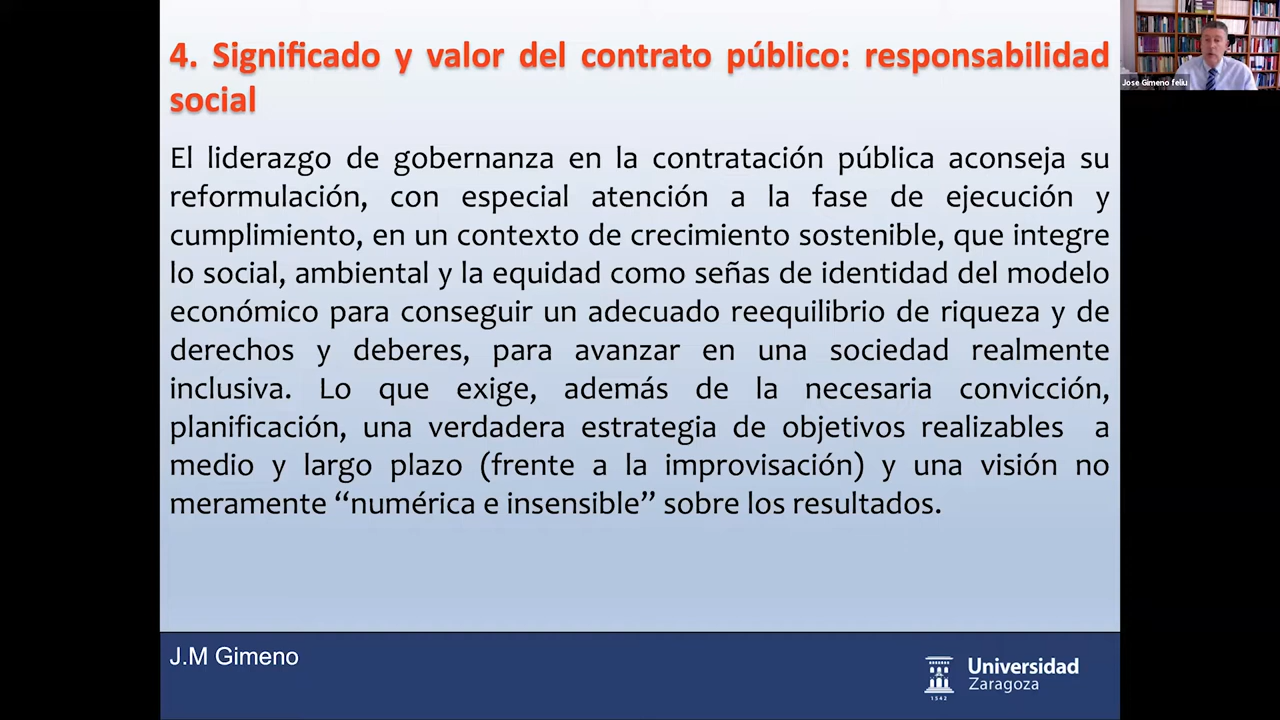 4. Significado y valor del contrato público: responsabilidad
social
El liderazgo de gobernanza en la contratación pública aconseja su
reformulación, con especial atención a la fase de ejecución y
cumplimiento, en un contexto de crecimiento sostenible, que integre
lo social, ambiental y la equidad como señas de identidad del modelo
económico para conseguir un adecuado reequilibrio de riqueza y de
derechos y deberes, para avanzar en una sociedad realmente
inclusiva. Lo que exige, además de la necesaria convicción,
planificación, una verdadera estrategia de objetivos realizables a
medio y largo plazo (frente a la improvisación) y una visión no
meramente “numérica e insensible” sobre los resultados.
J.M Gimeno
Universidad
Zaragoza
1542
Jose Gimeno feliu